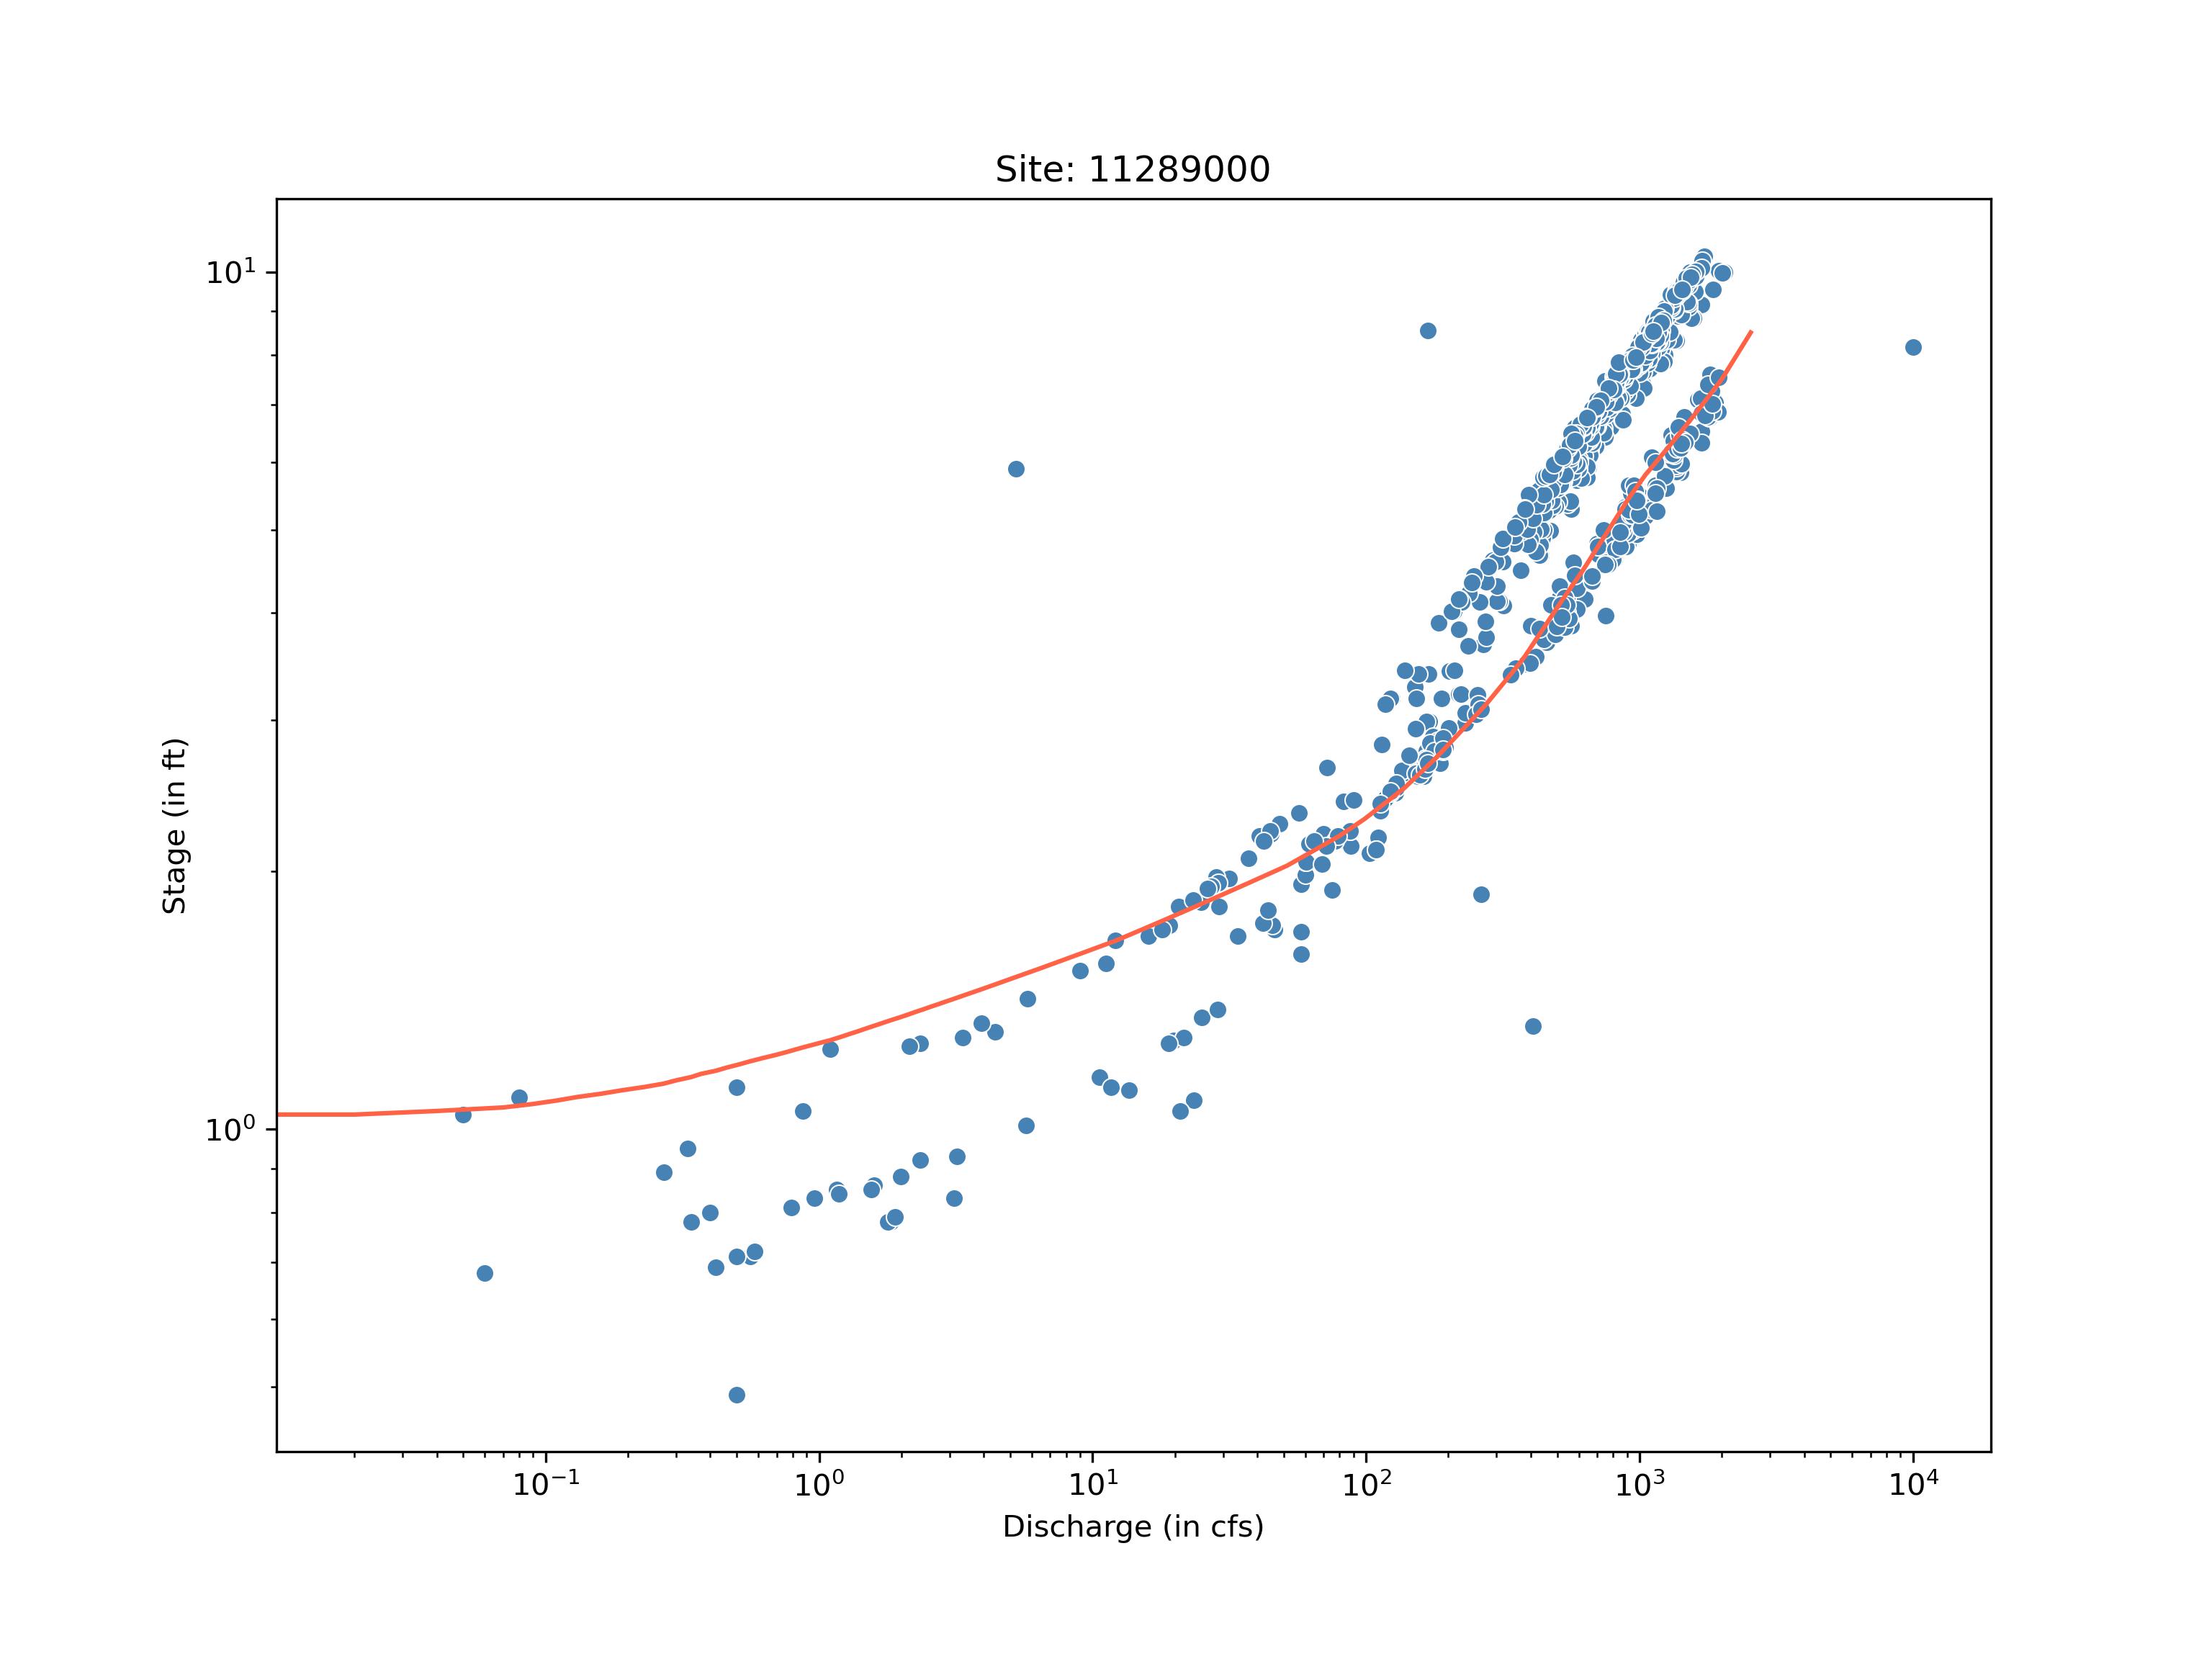 Site: 11289000
10¹
10⁰
Stage (in ft)
10⁻¹
10⁰
10¹
10²
10³
10⁴
Discharge (in cfs)